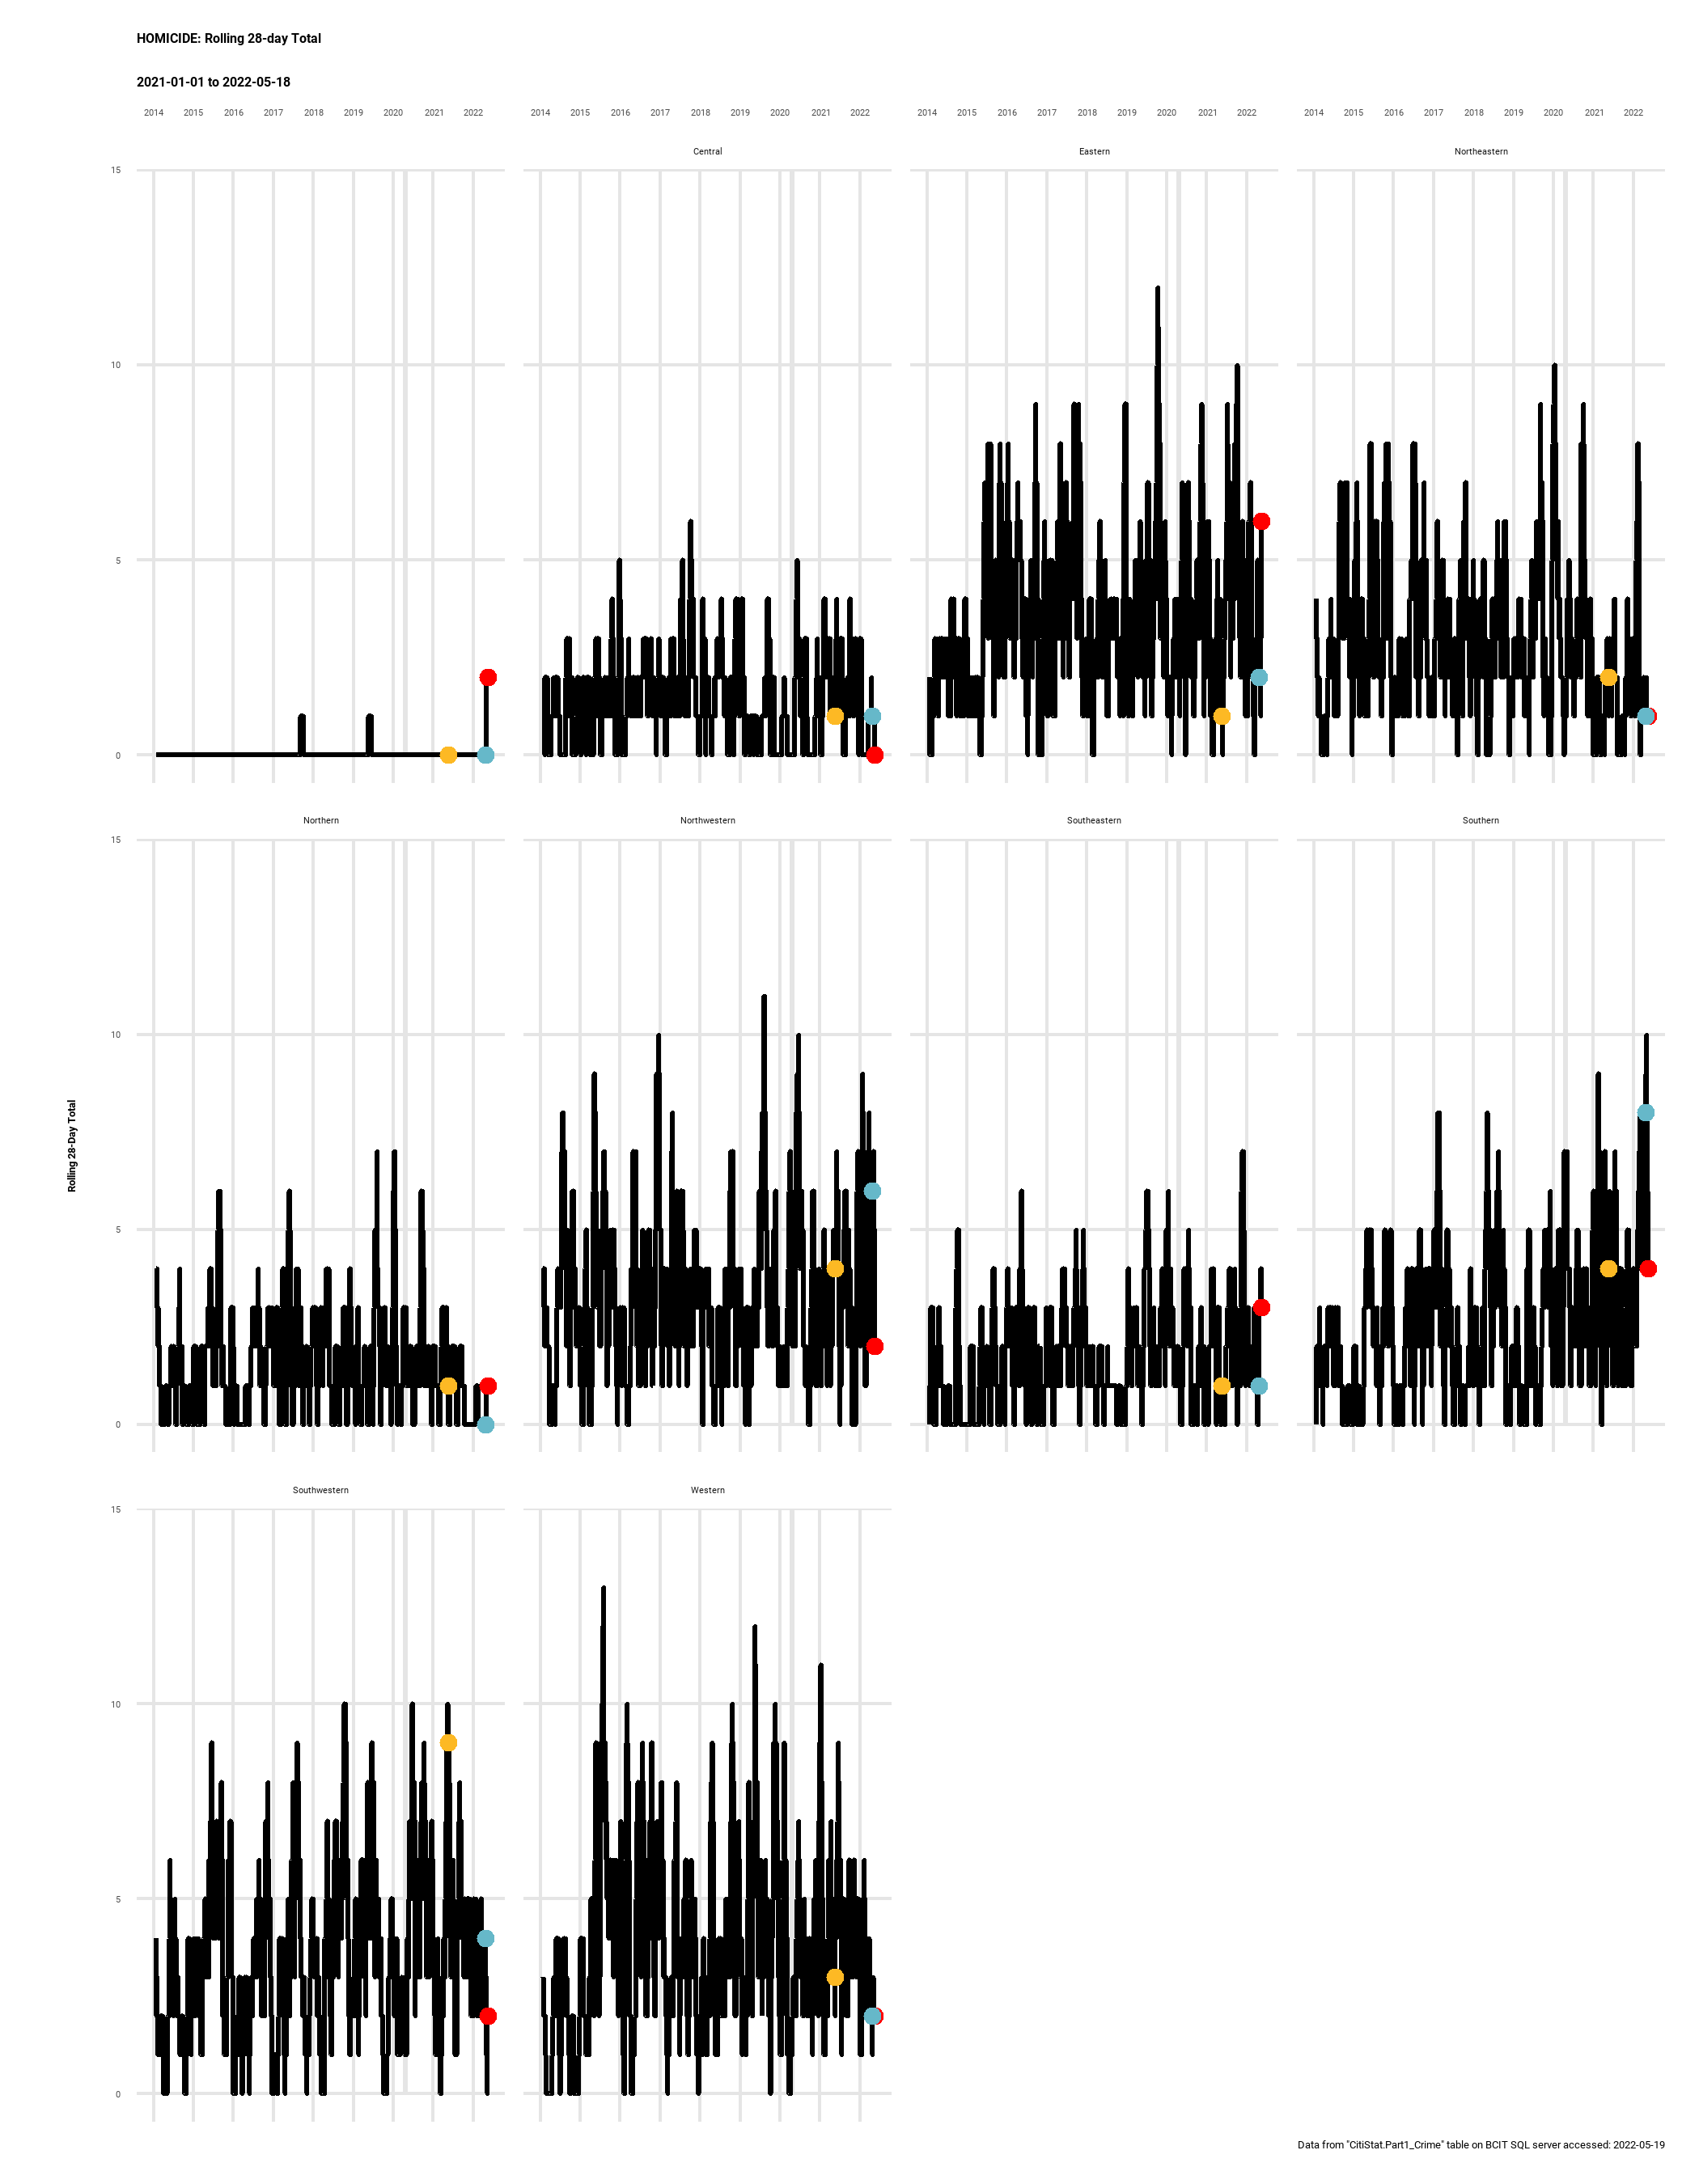 HOMICIDE: Rolling 28-day Total
2021-01-01 to 2022-05-18
2014 2015 2016 2017 2018 2019 2020 2021 2022 2014 2015 2016 2017 2018 2019 2020 2021 2022 2014 2015 2016 2017 2018 2019 2020 2021 2022 2014 2015 2016 2017 2018 2019 2020 2021 2022
Central Eastern Northeastern
15
10
5
0
Northern Northwestern Southeastern Southern
15
10
5
0
Rolling 28-Day Total
Southwestern Western
15
10
5
0
Data from "CitiStat.Part1_Crime" table on BCIT SQL server accessed: 2022-05-19